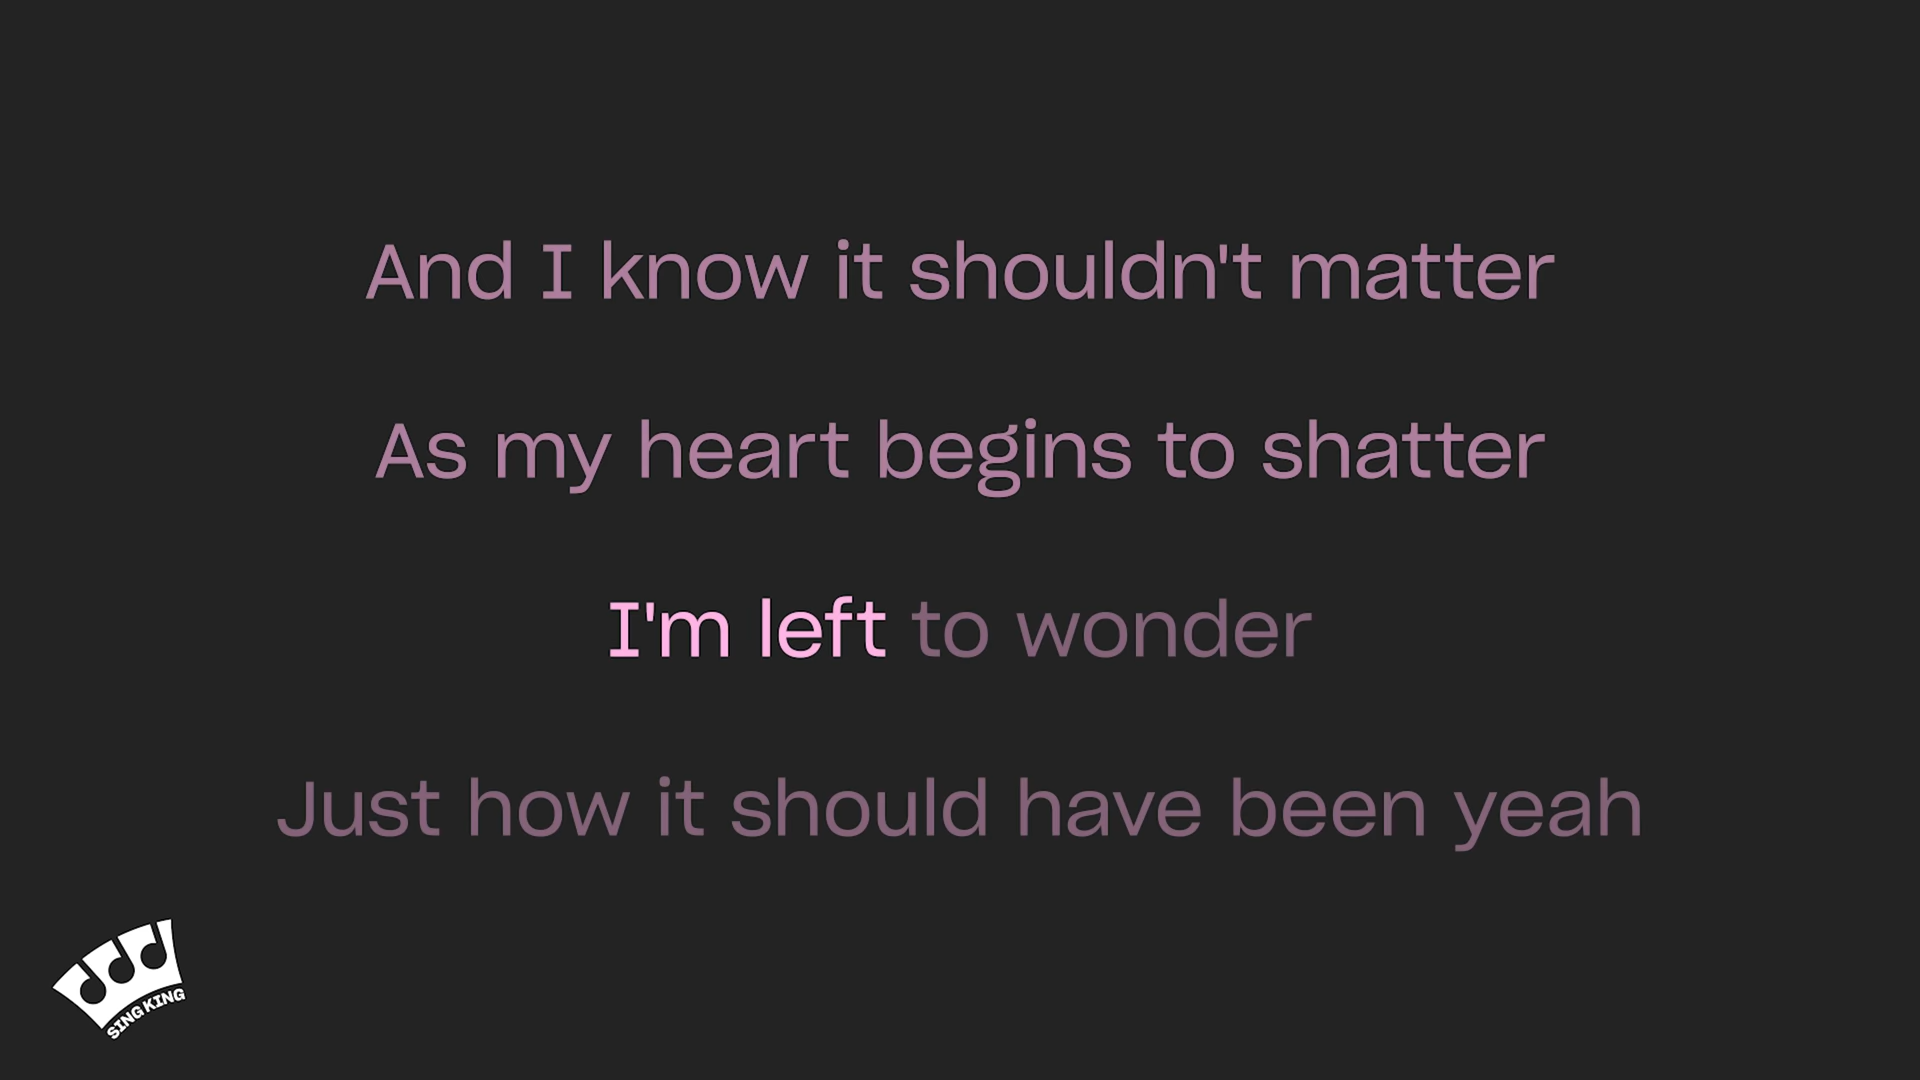 And I know it shouldn't matter
As my heart begins to shatter
I'm left to wonder
Just how it should have been yeah
SING KING